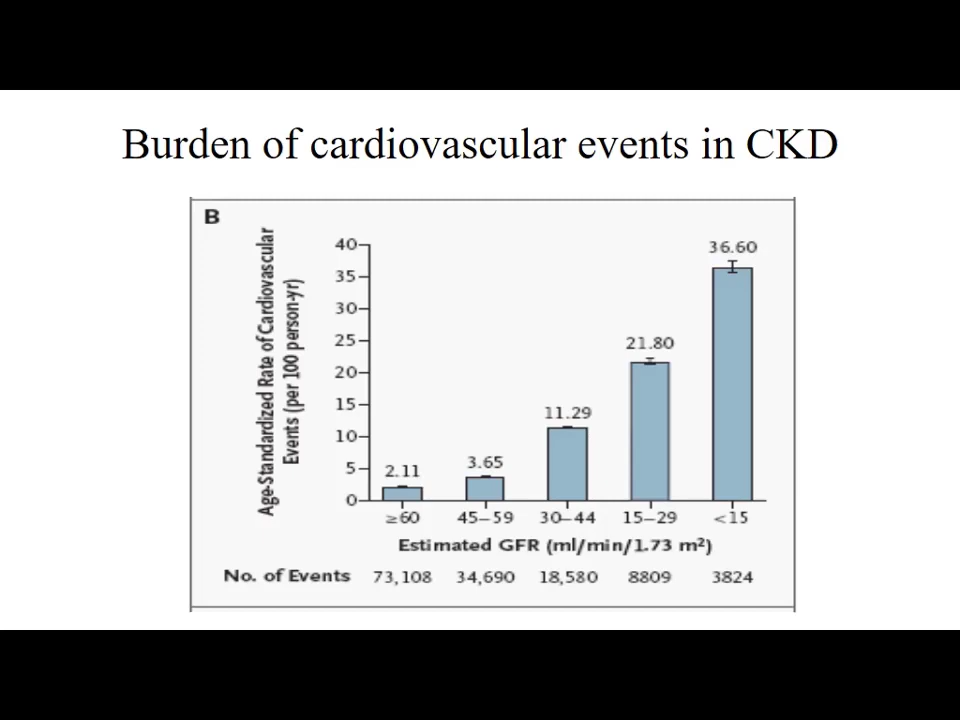 Burden of cardiovascular events in CKD
B
Age-Standardized Rate of Cardiovascular
Events (per 100 person-yr)
40
35
30
25
20
15
10
5
0
2.11
3.65
11.29
21.80
36.60
≥60 45–59 30–44 15–29 <15
Estimated GFR (ml/min/1.73 m²)
No. of Events 73,108 34,690 18,580 8809 3824